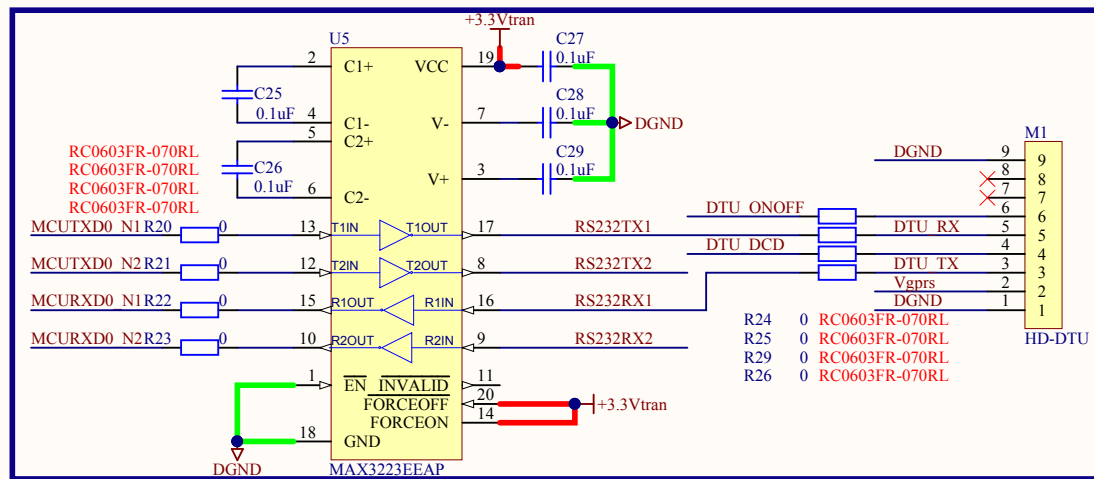 +3.3Vtran
U5
2 C1+ VCC 19 C27
0.1uF
C25
0.1uF
4 C1- V- 7 C28
0.1uF
DGND
5 C2+
C26
0.1uF
6 C2- V+ 3 C29
0.1uF
RC0603FR-070RL
RC0603FR-070RL
RC0603FR-070RL
RC0603FR-070RL
MCUTXD0_N1 R20 0 13 T1IN T1OUT 17 RS232TX1
MCUTXD0_N2 R21 0 12 T2IN T2OUT 8 RS232TX2
MCURXD0_N1 R22 0 15 R1OUT R1IN 16 RS232RX1
MCURXD0_N2 R23 0 10 R2OUT R2IN 9 RS232RX2
1 EN INVALID 11
FORCEOFF 20
+3.3Vtran
FORCEON 14
18 GND
DGND
MAX3223EEAP
M1
DGND 9 9
8 8
7 7
DTU_ONOFF 6 6
DTU_RX 5 5
DTU_DCD 4 4
DTU_TX 3 3
Vgprs 2 2
DGND 1 1
HD-DTU
R24 0 RC0603FR-070RL
R25 0 RC0603FR-070RL
R29 0 RC0603FR-070RL
R26 0 RC0603FR-070RL